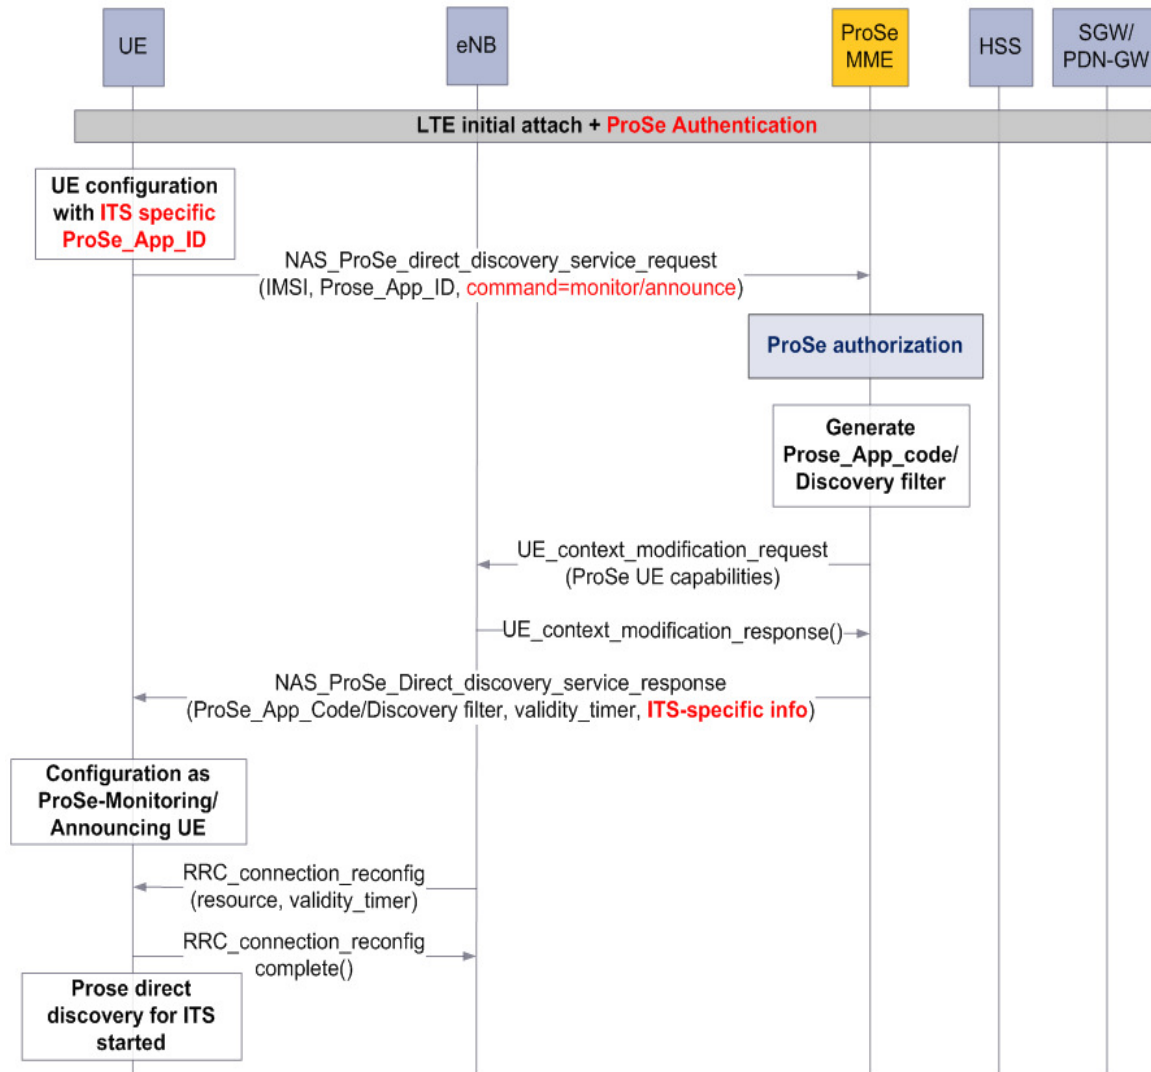 UE
eNB
ProSe
MME
HSS
SGW/
PDN-GW
LTE initial attach + ProSe Authentication
UE configuration
with ITS specific
ProSe_App_ID
NAS_ProSe_direct_discovery_service_request
(IMSI, Prose_App_ID, command=monitor/announce)
ProSe authorization
Generate
Prose_App_code/
Discovery filter
UE_context_modification_request
(ProSe UE capabilities)
UE_context_modification_response()
NAS_ProSe_Direct_discovery_service_response
(ProSe_App_Code/Discovery filter, validity_timer, ITS-specific info)
Configuration as
ProSe-Monitoring/
Announcing UE
RRC_connection_reconfig
(resource, validity_timer)
RRC_connection_reconfig
complete()
Prose direct
discovery for ITS
started